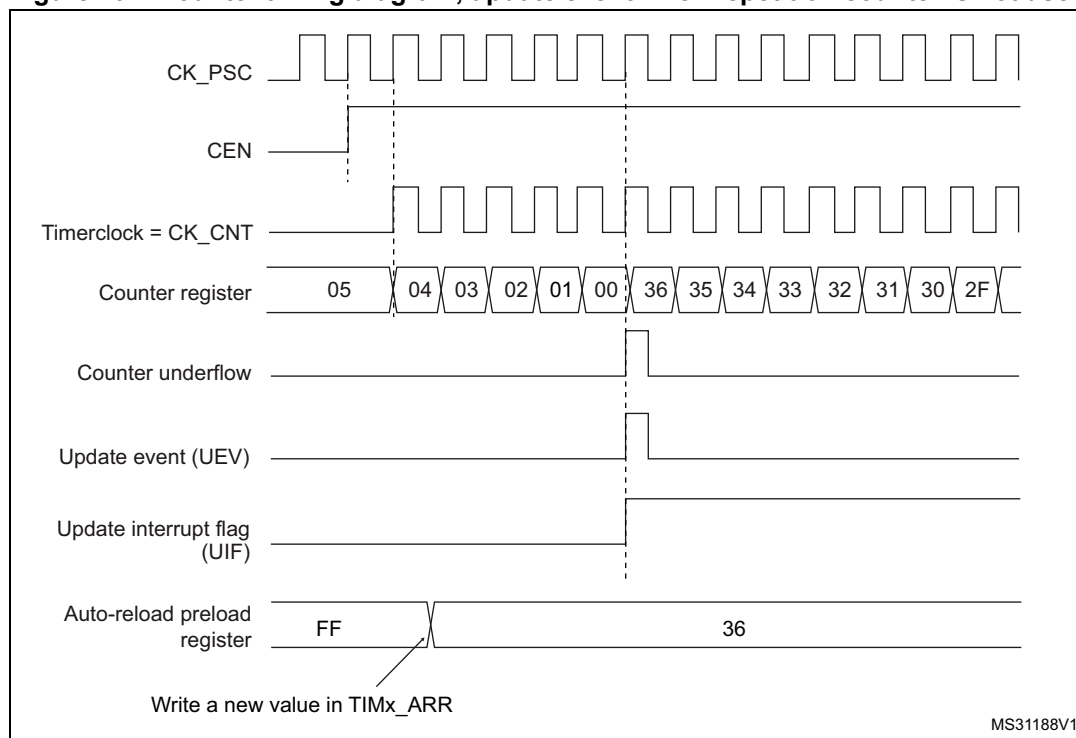 CK_PSC
CEN
Timerclock = CK_CNT
Counter register 05 04 03 02 01 00 36 35 34 33 32 31 30 2F
Counter underflow
Update event (UEV)
Update interrupt flag
(UIF)
Auto-reload preload
register FF 36
Write a new value in TIMx_ARR
MS31188V1